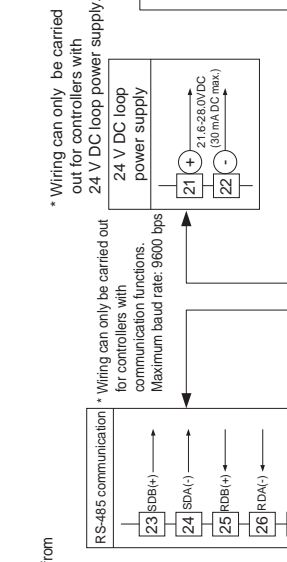 * Wiring can only be carried
out for controllers with
24 V DC loop power supply.
24 V DC loop
power supply
21
+
22
-
21.6-28.0VDC
(30 mA DC max.)
* Wiring can only be carried out
for controllers with
communication functions.
Maximum baud rate: 9600 bps
RS-485 communication
23 SDB(+)
24 SDA(-)
25 RDB(+)
26 RDA(-)
from